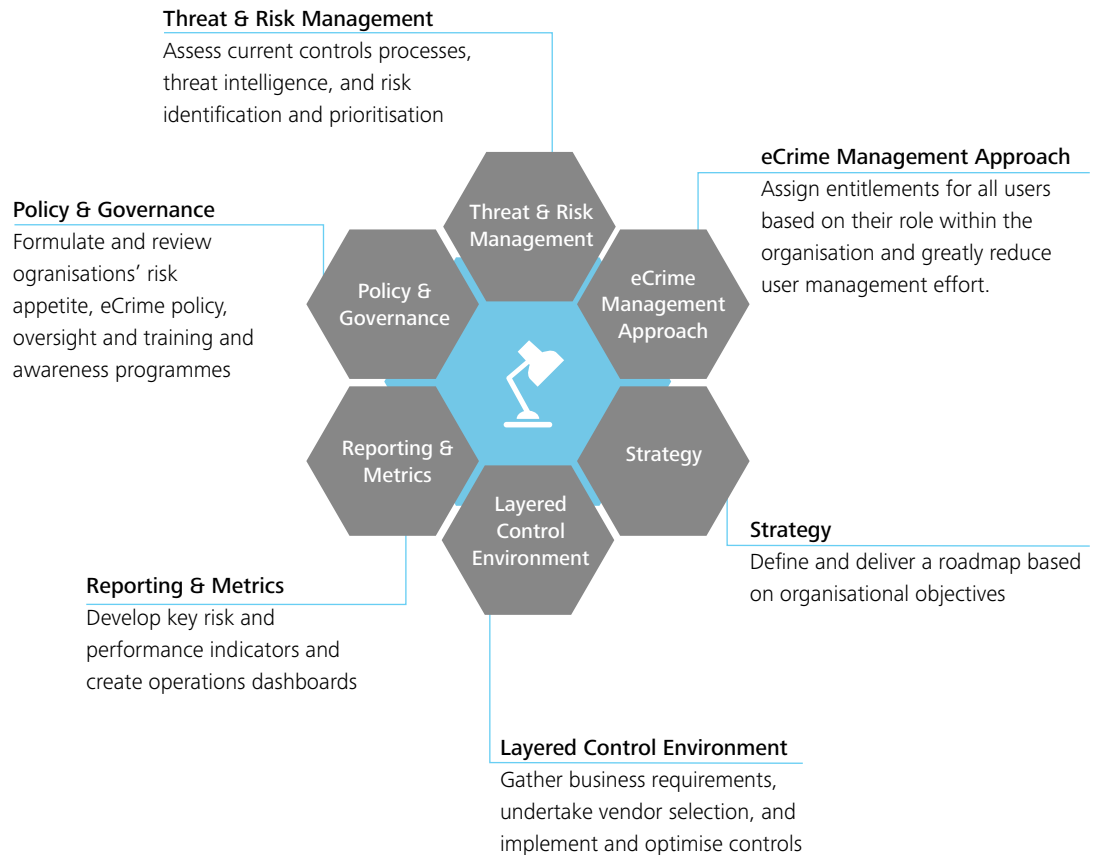 Threat & Risk Management
Assess current controls processes,
threat intelligence, and risk
identification and prioritisation
eCrime Management Approach
Assign entitlements for all users
based on their role within the
organisation and greatly reduce
user management effort.
Policy & Governance
Formulate and review
ogranisations’ risk
appetite, eCrime policy,
oversight and training and
awareness programmes
Threat & Risk
Management
eCrime
Management
Approach
Policy &
Governance
Reporting &
Metrics
Strategy
Layered
Control
Environment
Strategy
Define and deliver a roadmap based
on organisational objectives
Reporting & Metrics
Develop key risk and
performance indicators and
create operations dashboards
Layered Control Environment
Gather business requirements,
undertake vendor selection, and
implement and optimise controls